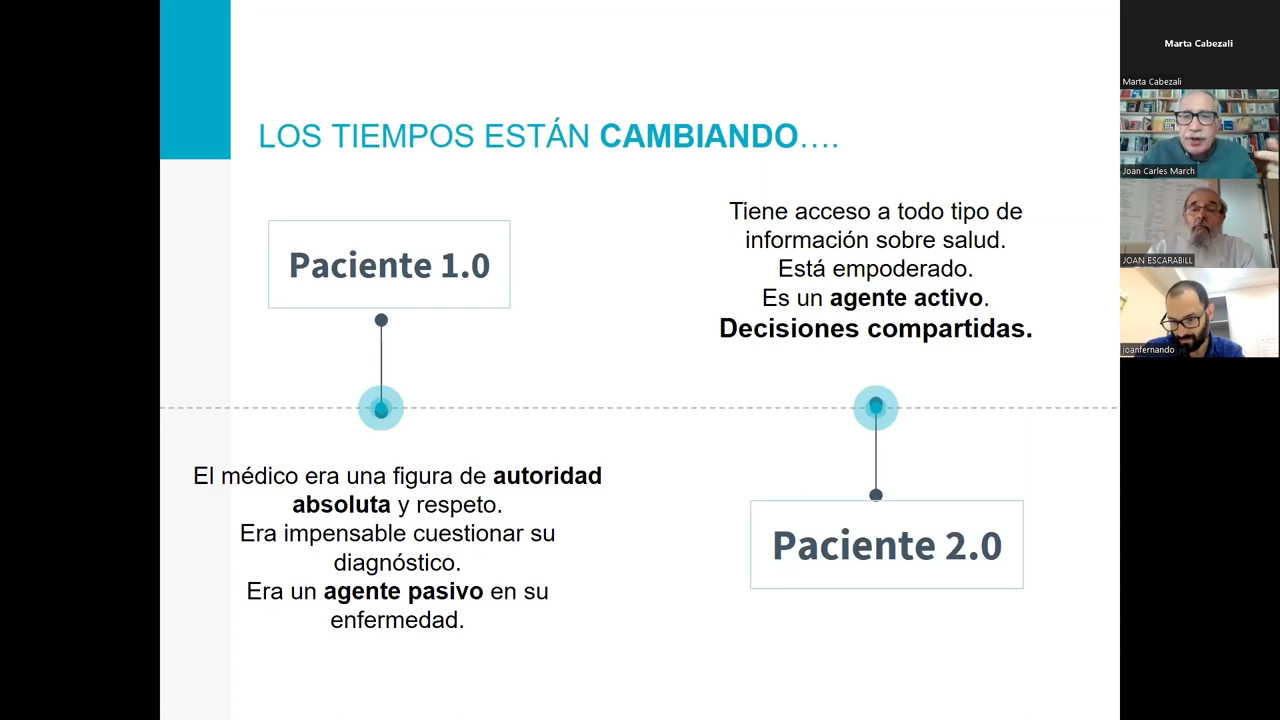 LOS TIEMPOS ESTÁN CAMBIANDO….
Paciente 1.0
El médico era una figura de autoridad
absoluta y respeto.
Era impensable cuestionar su
diagnóstico.
Era un agente pasivo en su
enfermedad.
Tiene acceso a todo tipo de
información sobre salud.
Está empoderado.
Es un agente activo.
Decisiones compartidas.
Paciente 2.0
Marta Cabezali
Marta Cabezali
Joan Carles March
JOAN ESCARABILL
joanfernando